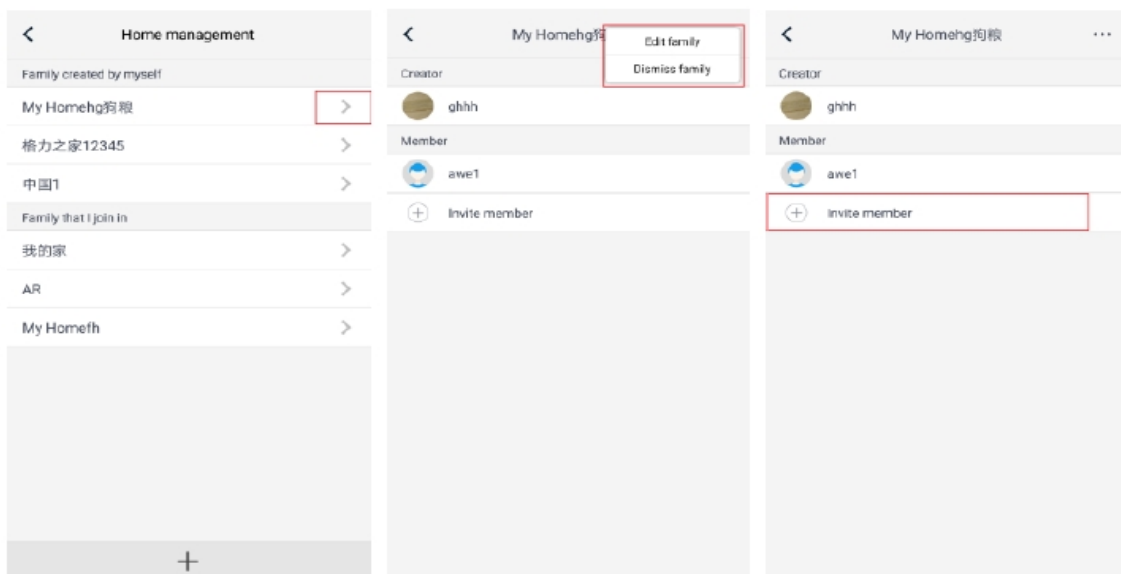 Home management
Family created by myself
My Homehg狗粮
格力之家12345
中国1
Family that I join in
我的家
AR
My Homefh
My Homehg狗
Edit family
Dismiss family
Creator
ghhh
Member
awe1
Invite member
My Homehg狗粮
Creator
ghhh
Member
awe1
Invite member